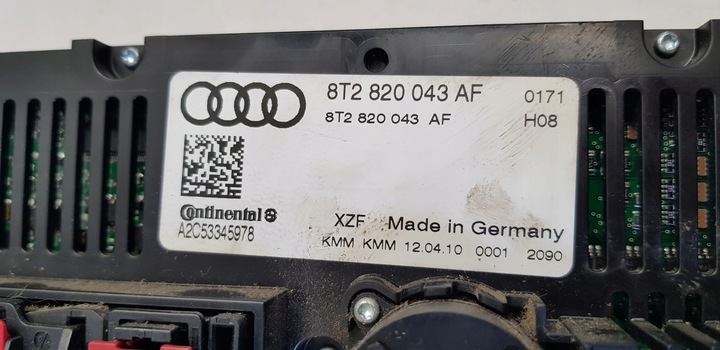 8T2 820 043 AF 0171
8T2 820 043 AF H08
Continental
A2C53345978
XZF Made in Germany
KMM KMM 12.04.10 0001 2090